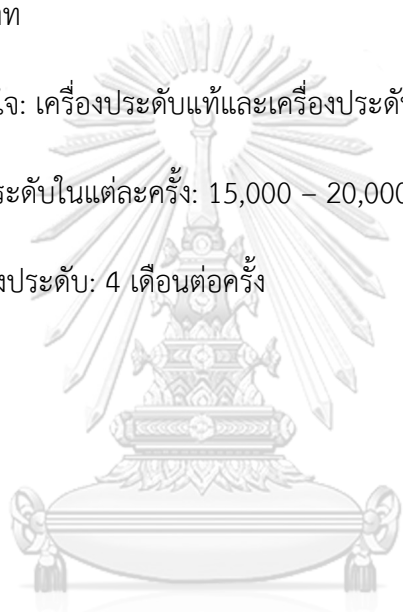 ท
ใจ: เครื่องประดับแท้และเครื่องประดับ
ระดับในแต่ละครั้ง: 15,000 – 20,000
งประดับ: 4 เดือนต่อครั้ง